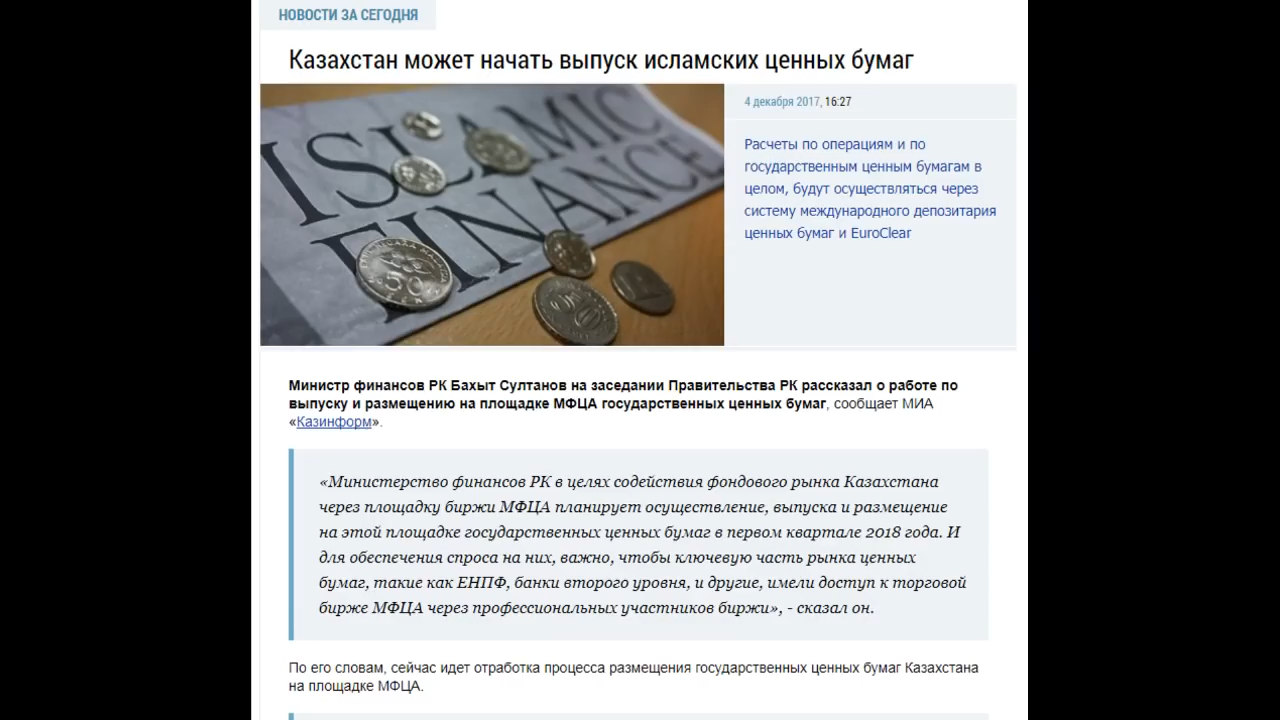 НОВОСТИ ЗА СЕГОДНЯ
Казахстан может начать выпуск исламских ценных бумаг
ISLAMIC
FINANCE
50
20
4 декабря 2017, 16:27
Расчеты по операциям и по
государственным ценным бумагам в
целом, будут осуществляться через
систему международного депозитария
ценных бумаг и EuroClear
Министр финансов РК Бахыт Султанов на заседании Правительства РК рассказал о работе по
выпуску и размещению на площадке МФЦА государственных ценных бумаг, сообщает МИА
«Казинформ».
«Министерство финансов РК в целях содействия фондового рынка Казахстана
через площадку биржи МФЦА планирует осуществление, выпуска и размещение
на этой площадке государственных ценных бумаг в первом квартале 2018 года. И
для обеспечения спроса на них, важно, чтобы ключевую часть рынка ценных
бумаг, такие как ЕНПФ, банки второго уровня, и другие, имели доступ к торговой
бирже МФЦА через профессиональных участников биржи», - сказал он.
По его словам, сейчас идет отработка процесса размещения государственных ценных бумаг Казахстана
на площадке МФЦА.